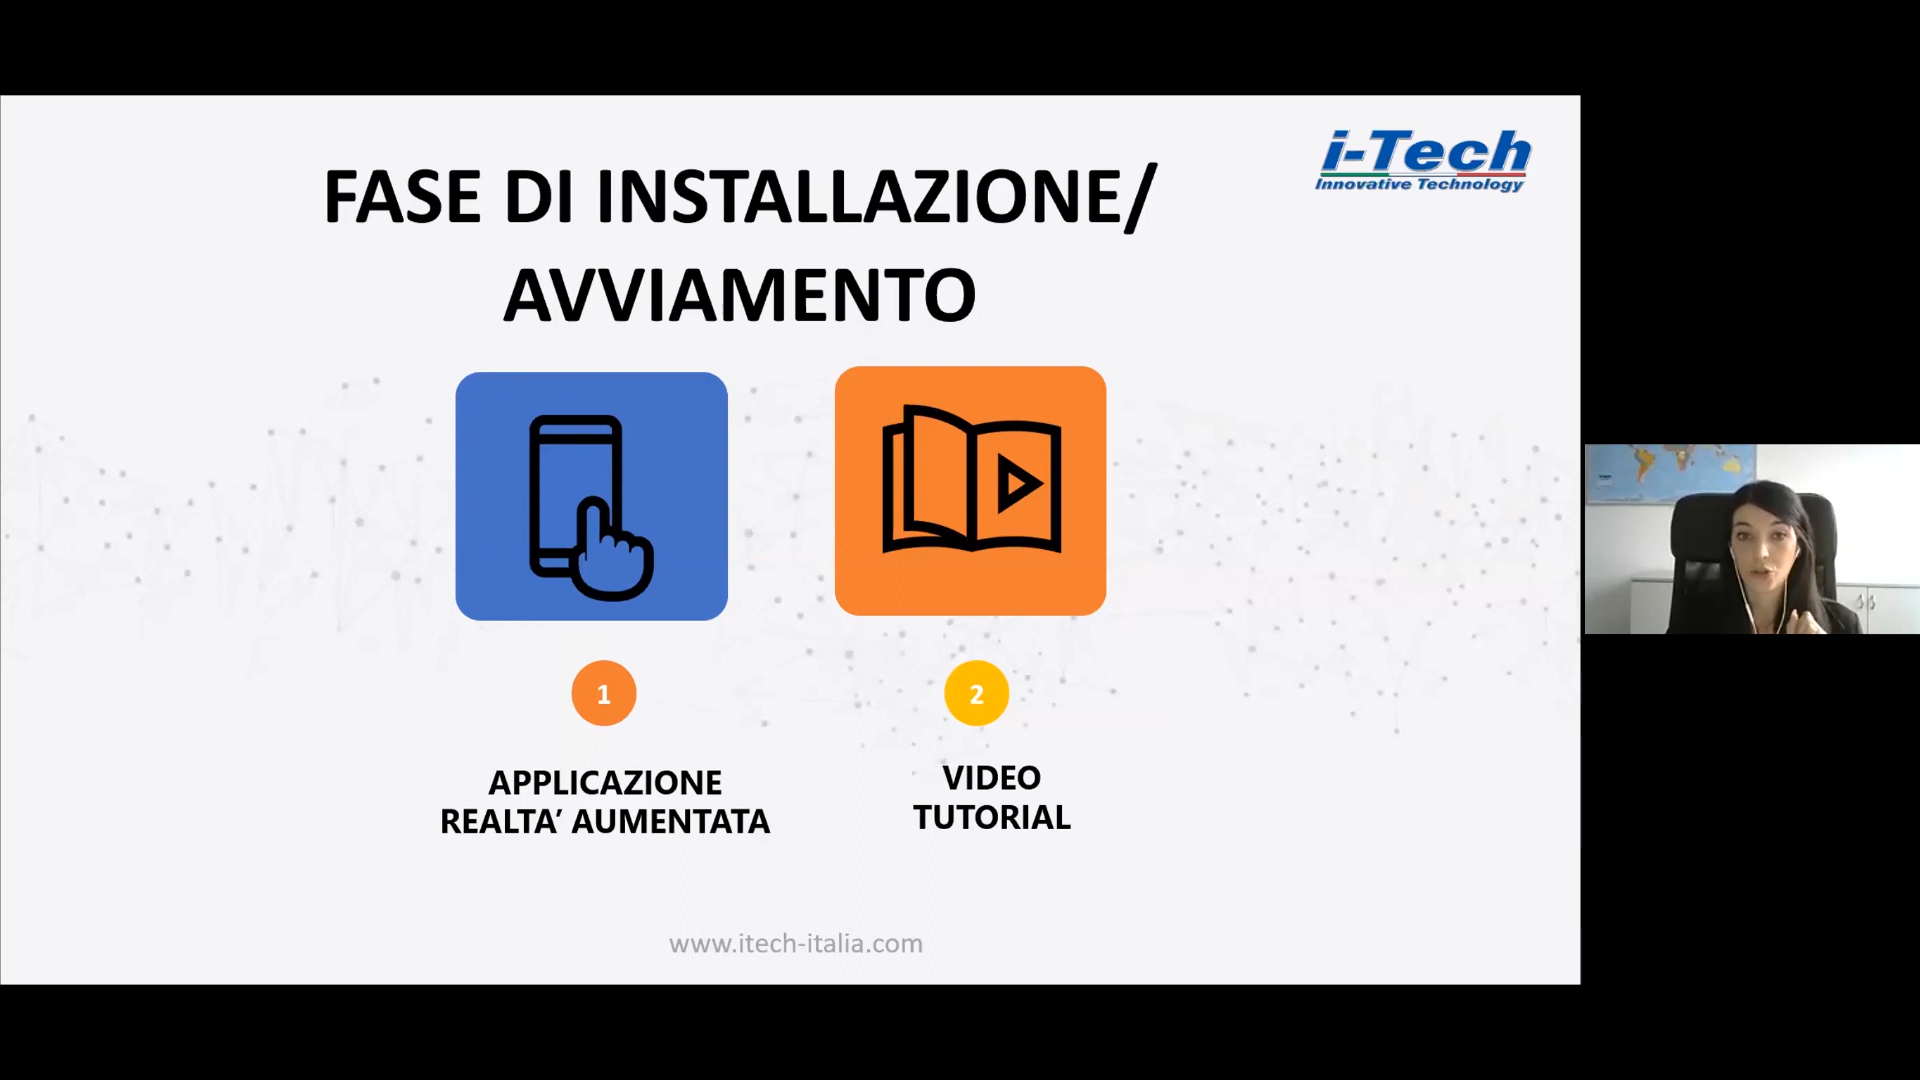 i-Tech
Innovative Technology
FASE DI INSTALLAZIONE/
AVVIAMENTO
1
2
APPLICAZIONE
REALTA’ AUMENTATA
VIDEO
TUTORIAL
www.itech-italia.com